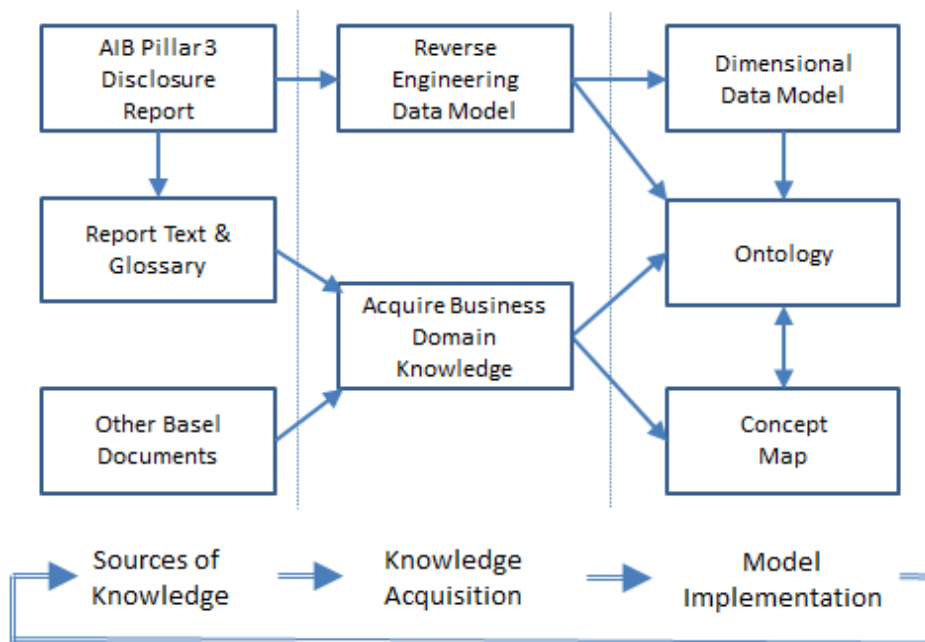 AIB Pillar 3
Disclosure
Report
Reverse
Engineering
Data Model
Dimensional
Data Model
Report Text &
Glossary
Ontology
Acquire Business
Domain
Knowledge
Other Basel
Documents
Concept
Map
Sources of
Knowledge
Knowledge
Acquisition
Model
Implementation